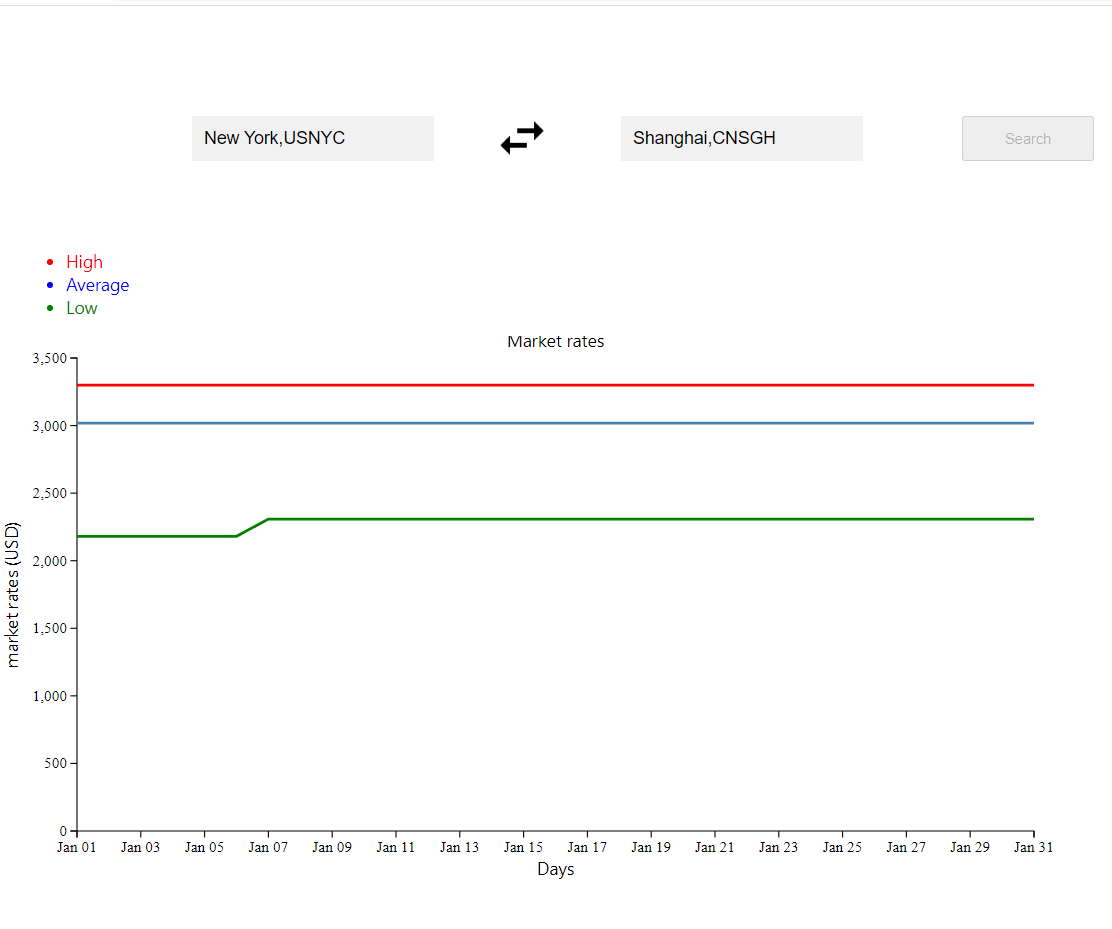 New York,USNYC
Shanghai,CNSGH
Search
High
Average
Low
Market rates
3,500
3,000
2,500
2,000
1,500
1,000
500
0
market rates (USD)
Jan 01 Jan 03 Jan 05 Jan 07 Jan 09 Jan 11 Jan 13 Jan 15 Jan 17 Jan 19 Jan 21 Jan 23 Jan 25 Jan 27 Jan 29 Jan 31
Days